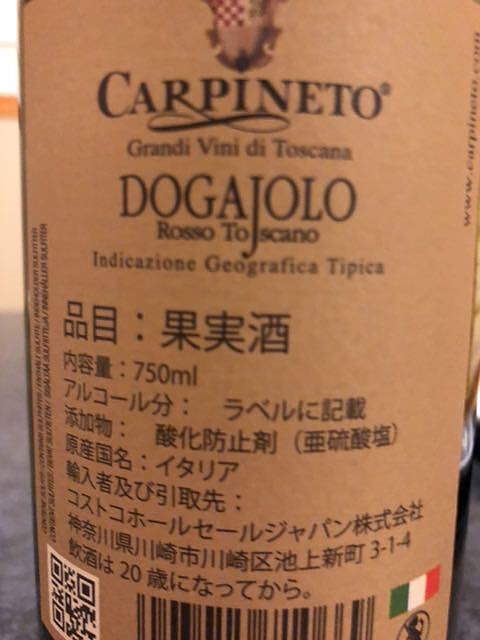 CARPINETO®
Grandi Vini di Toscana
DOGAJOLO
Rosso Toscano
Indicazione Geografica Tipica
品目：果実酒
内容量：750ml
アルコール分： ラベルに記載
添加物： 酸化防止剤（亜硫酸塩）
原産国名：イタリア
輸入者及び引取先：
コストコホールセールジャパン株式会社
神奈川県川崎市川崎区池上新町 3-1-4
飲酒は 20 歳になってから。
www.carpineto.com